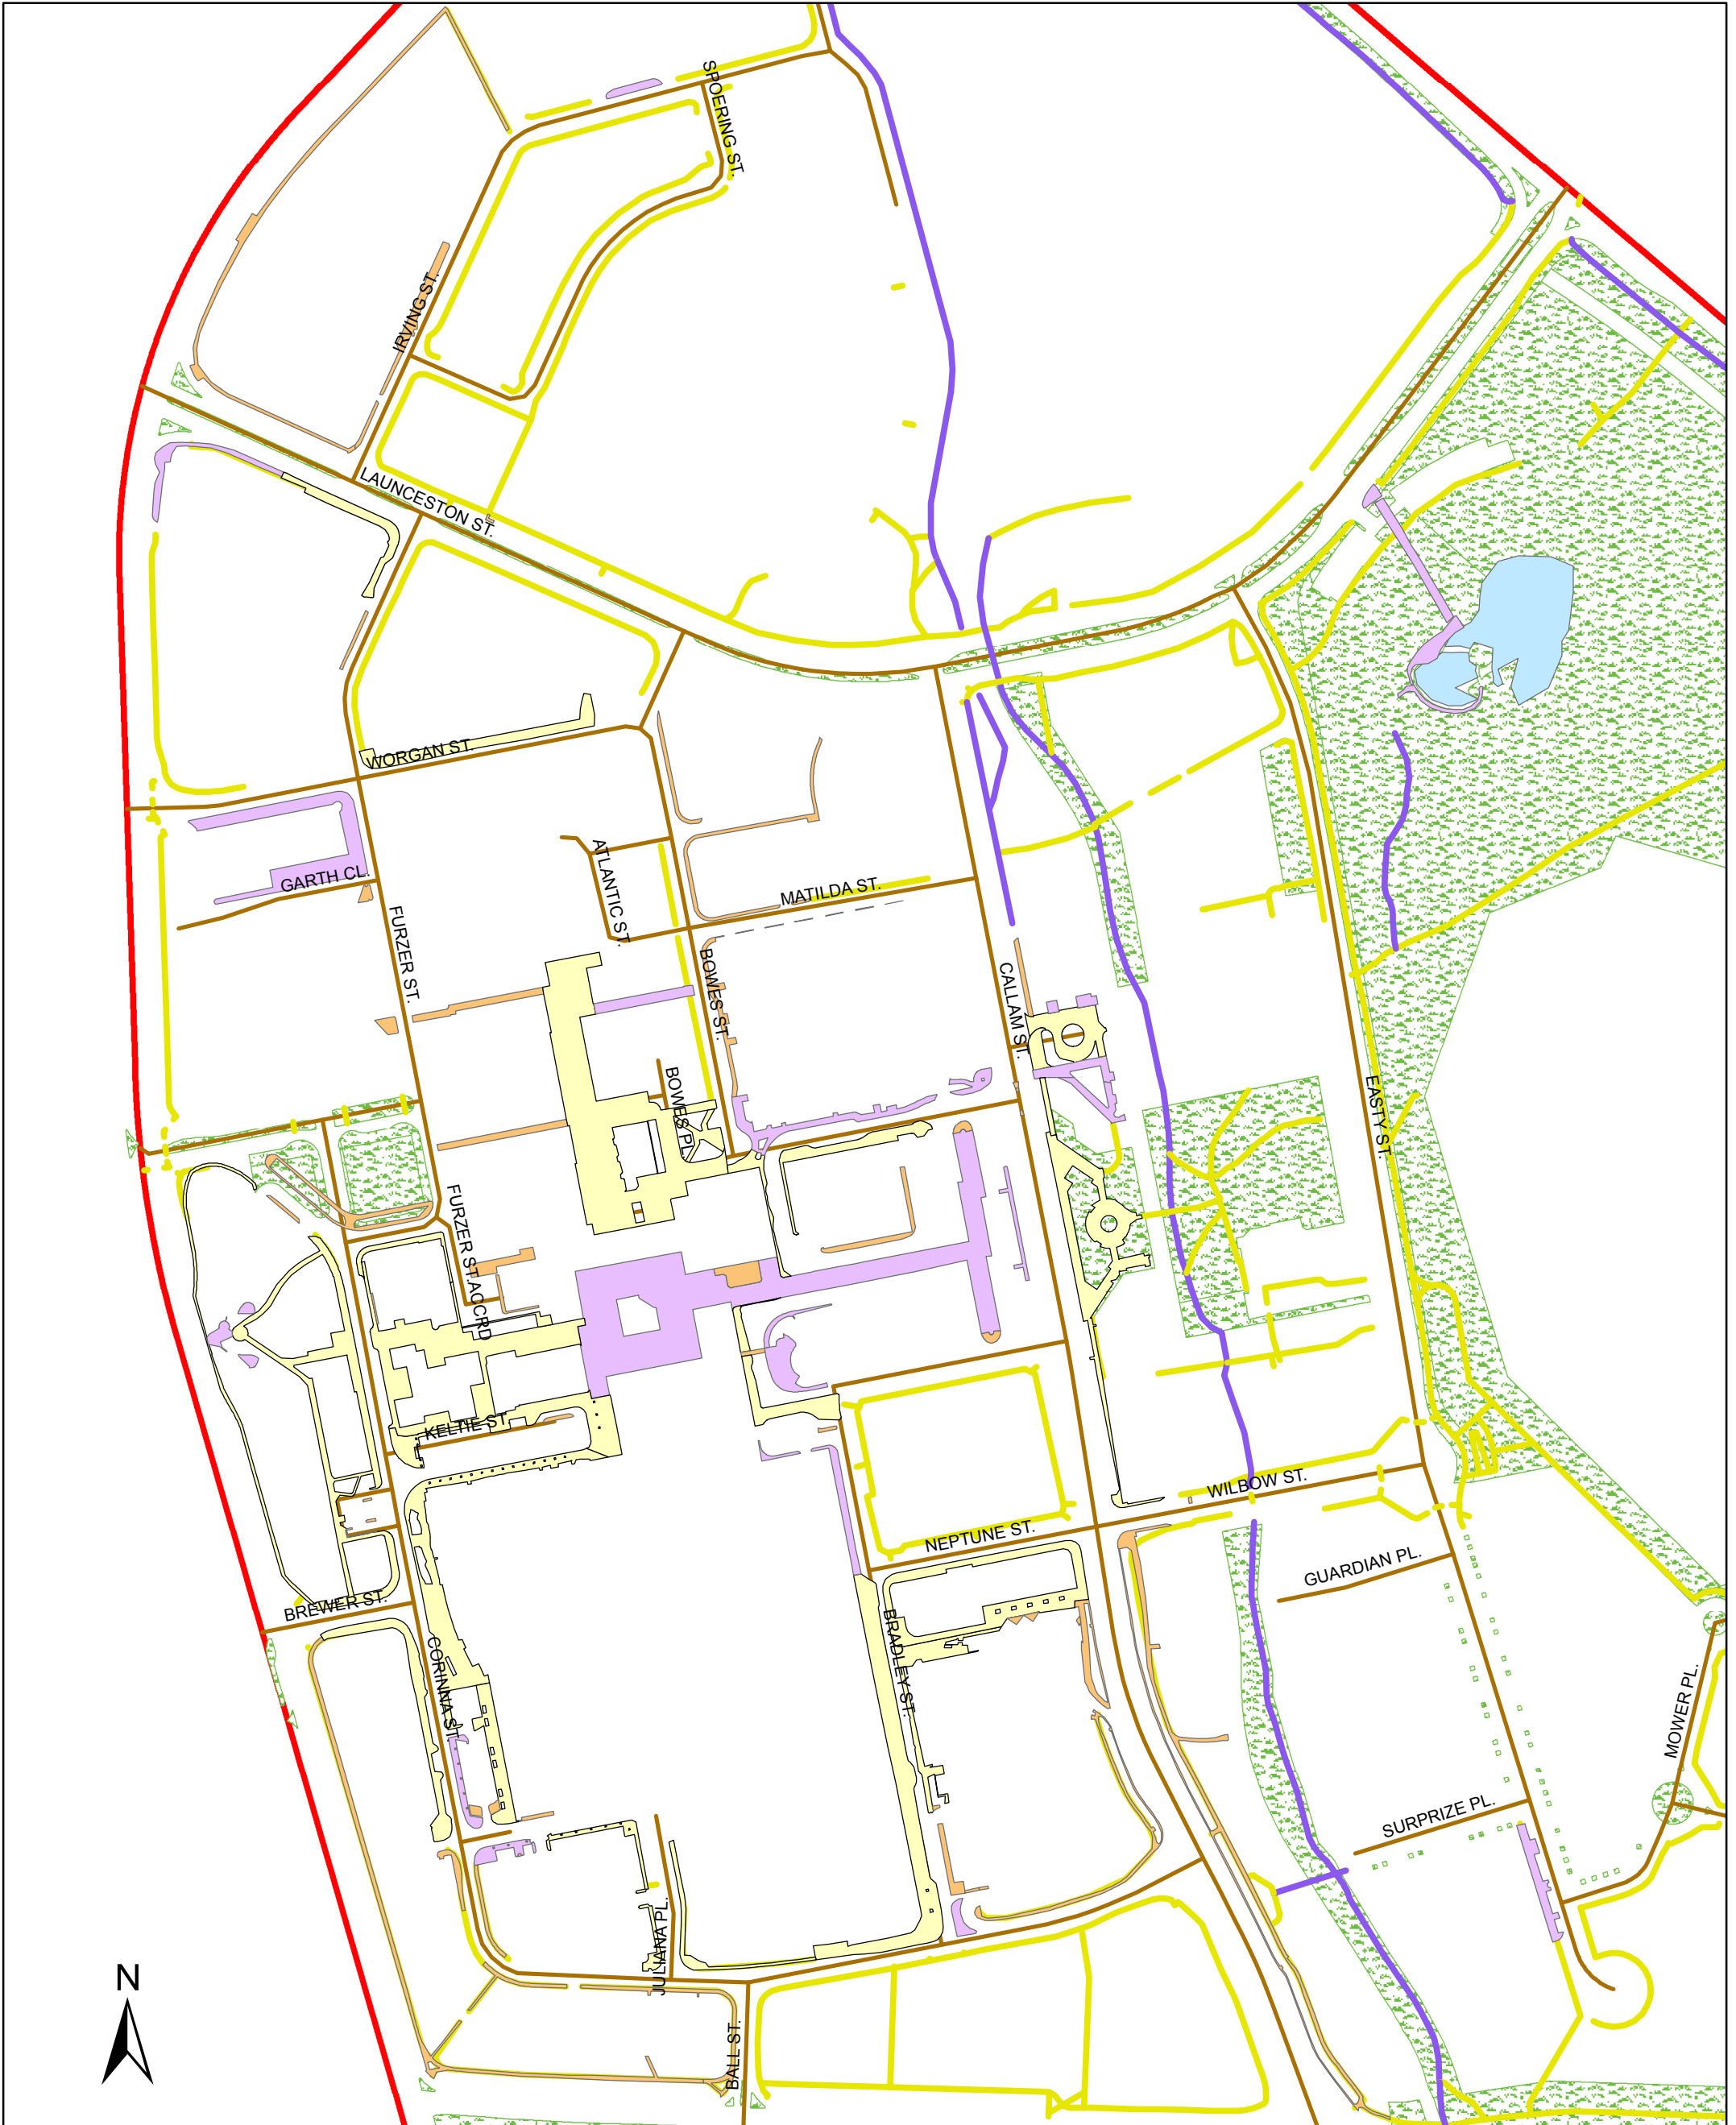 SPOERING ST.
IRVING ST.
LAUNCESTON ST.
WORGAN ST.
ATLANTIC ST.
GARTH CL.
MATILDA ST.
FURZER ST.
BOWES ST.
CALLAM ST.
BOWES PL.
EASTY ST.
FURZER ST ACCRD
KELTIE ST.
WILBOW ST.
NEPTUNE ST.
GUARDIAN PL.
BREWER ST.
BRADLEY ST.
CORINNA ST.
MOWER PL.
SURPRIZE PL.
JULIANA PL.
N
BALL ST.